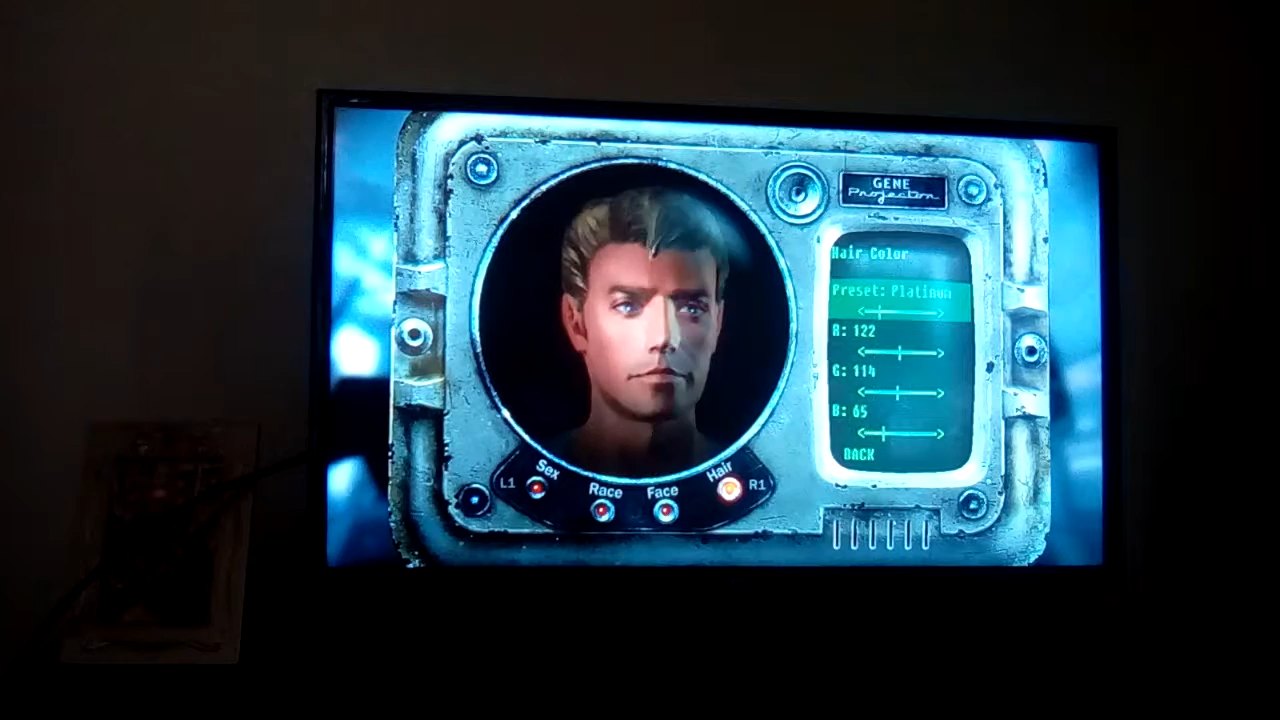 GENE
Projection
Hair Color
Preset: Platinum
R: 122
G: 114
B: 65
BACK
L1 Sex Race Face Hair R1